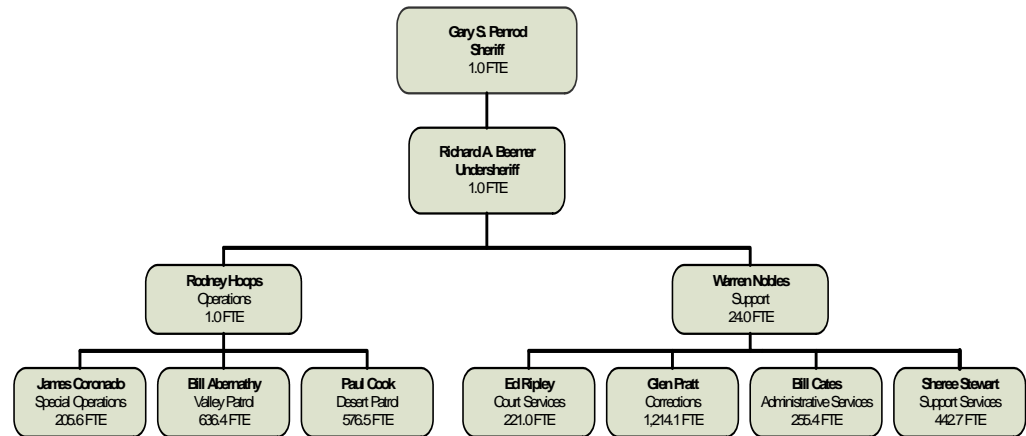 Gary S. Penrod
Sheriff
1.0 FTE
Richard A. Beemer
Undersheriff
1.0 FTE
Rodney Hoops
Operations
1.0 FTE
Warren Nobles
Support
24.0 FTE
James Coronado
Special Operations
205.6 FTE
Bill Abernathy
Valley Patrol
636.4 FTE
Paul Cook
Desert Patrol
576.5 FTE
Ed Ripley
Court Services
221.0 FTE
Glen Pratt
Corrections
1,214.1 FTE
Bill Cates
Administrative Services
255.4 FTE
Sheree Stewart
Support Services
442.7 FTE